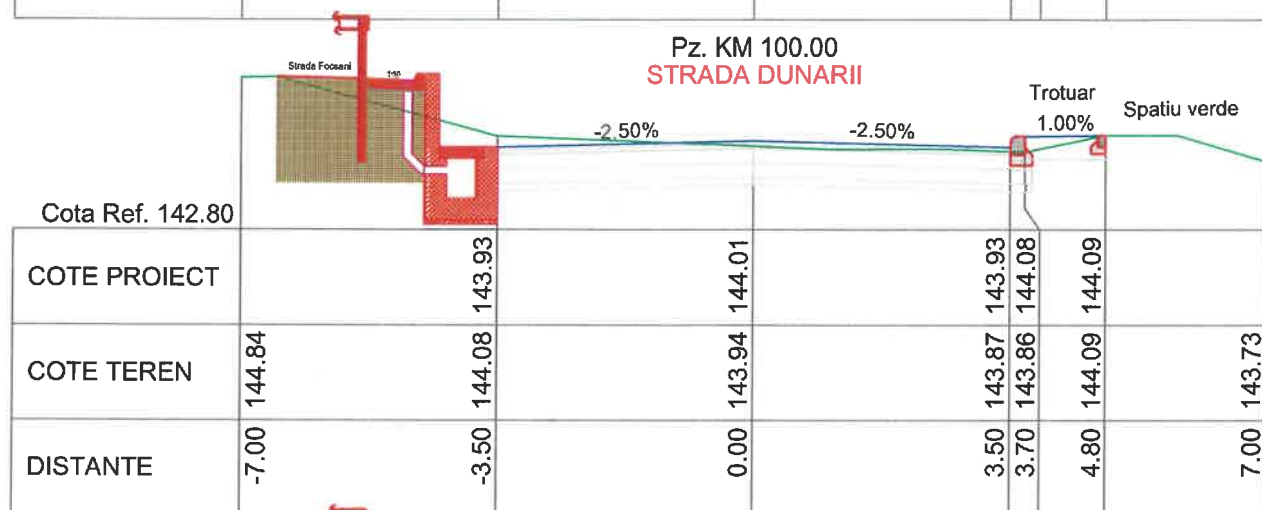 Pz. KM 100.00
STRADA DUNARII
Strada Focsani
-2.50%
-2.50%
Trotuar
1.00%
Spatiu verde
Cota Ref. 142.80
COTE PROIECT 143.93 144.01 143.93 144.08 144.09
COTE TEREN 144.84 144.08 143.94 143.87 143.86 144.09 143.73
DISTANTE -7.00 -3.50 0.00 3.50 3.70 4.80 7.00